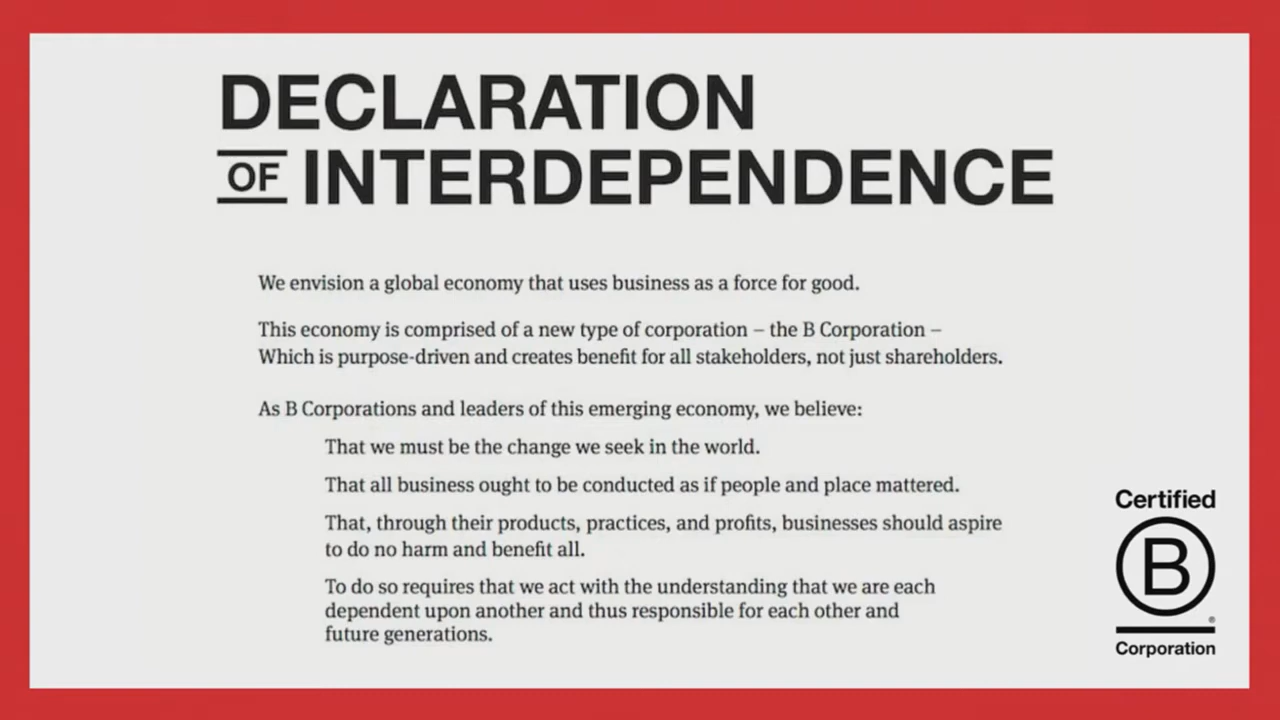 DECLARATION
OF INTERDEPENDENCE
We envision a global economy that uses business as a force for good.
This economy is comprised of a new type of corporation – the B Corporation –
Which is purpose-driven and creates benefit for all stakeholders, not just shareholders.
As B Corporations and leaders of this emerging economy, we believe:
That we must be the change we seek in the world.
That all business ought to be conducted as if people and place mattered.
That, through their products, practices, and profits, businesses should aspire
to do no harm and benefit all.
To do so requires that we act with the understanding that we are each
dependent upon another and thus responsible for each other and
future generations.
Certified
B
®
Corporation